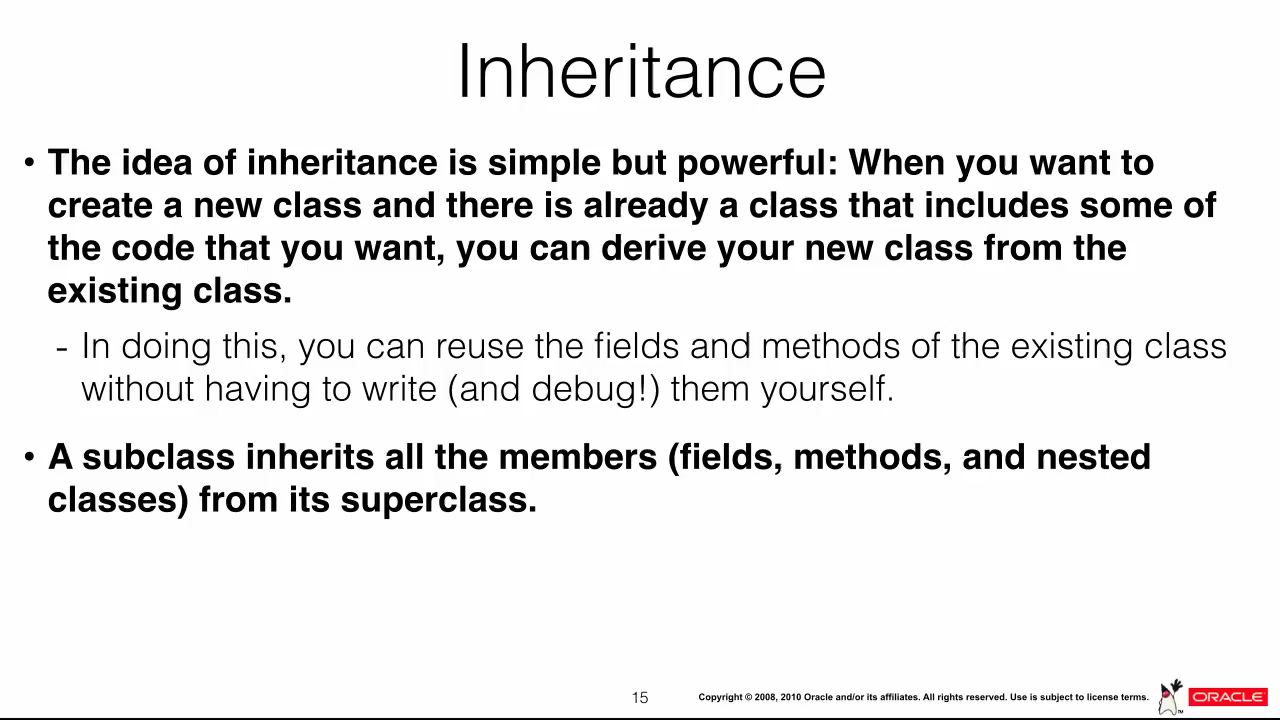 Inheritance
• The idea of inheritance is simple but powerful: When you want to
create a new class and there is already a class that includes some of
the code that you want, you can derive your new class from the
existing class.
- In doing this, you can reuse the fields and methods of the existing class
without having to write (and debug!) them yourself.
• A subclass inherits all the members (fields, methods, and nested
classes) from its superclass.
15 Copyright © 2008, 2010 Oracle and/or its affiliates. All rights reserved. Use is subject to license terms. ™ ORACLE